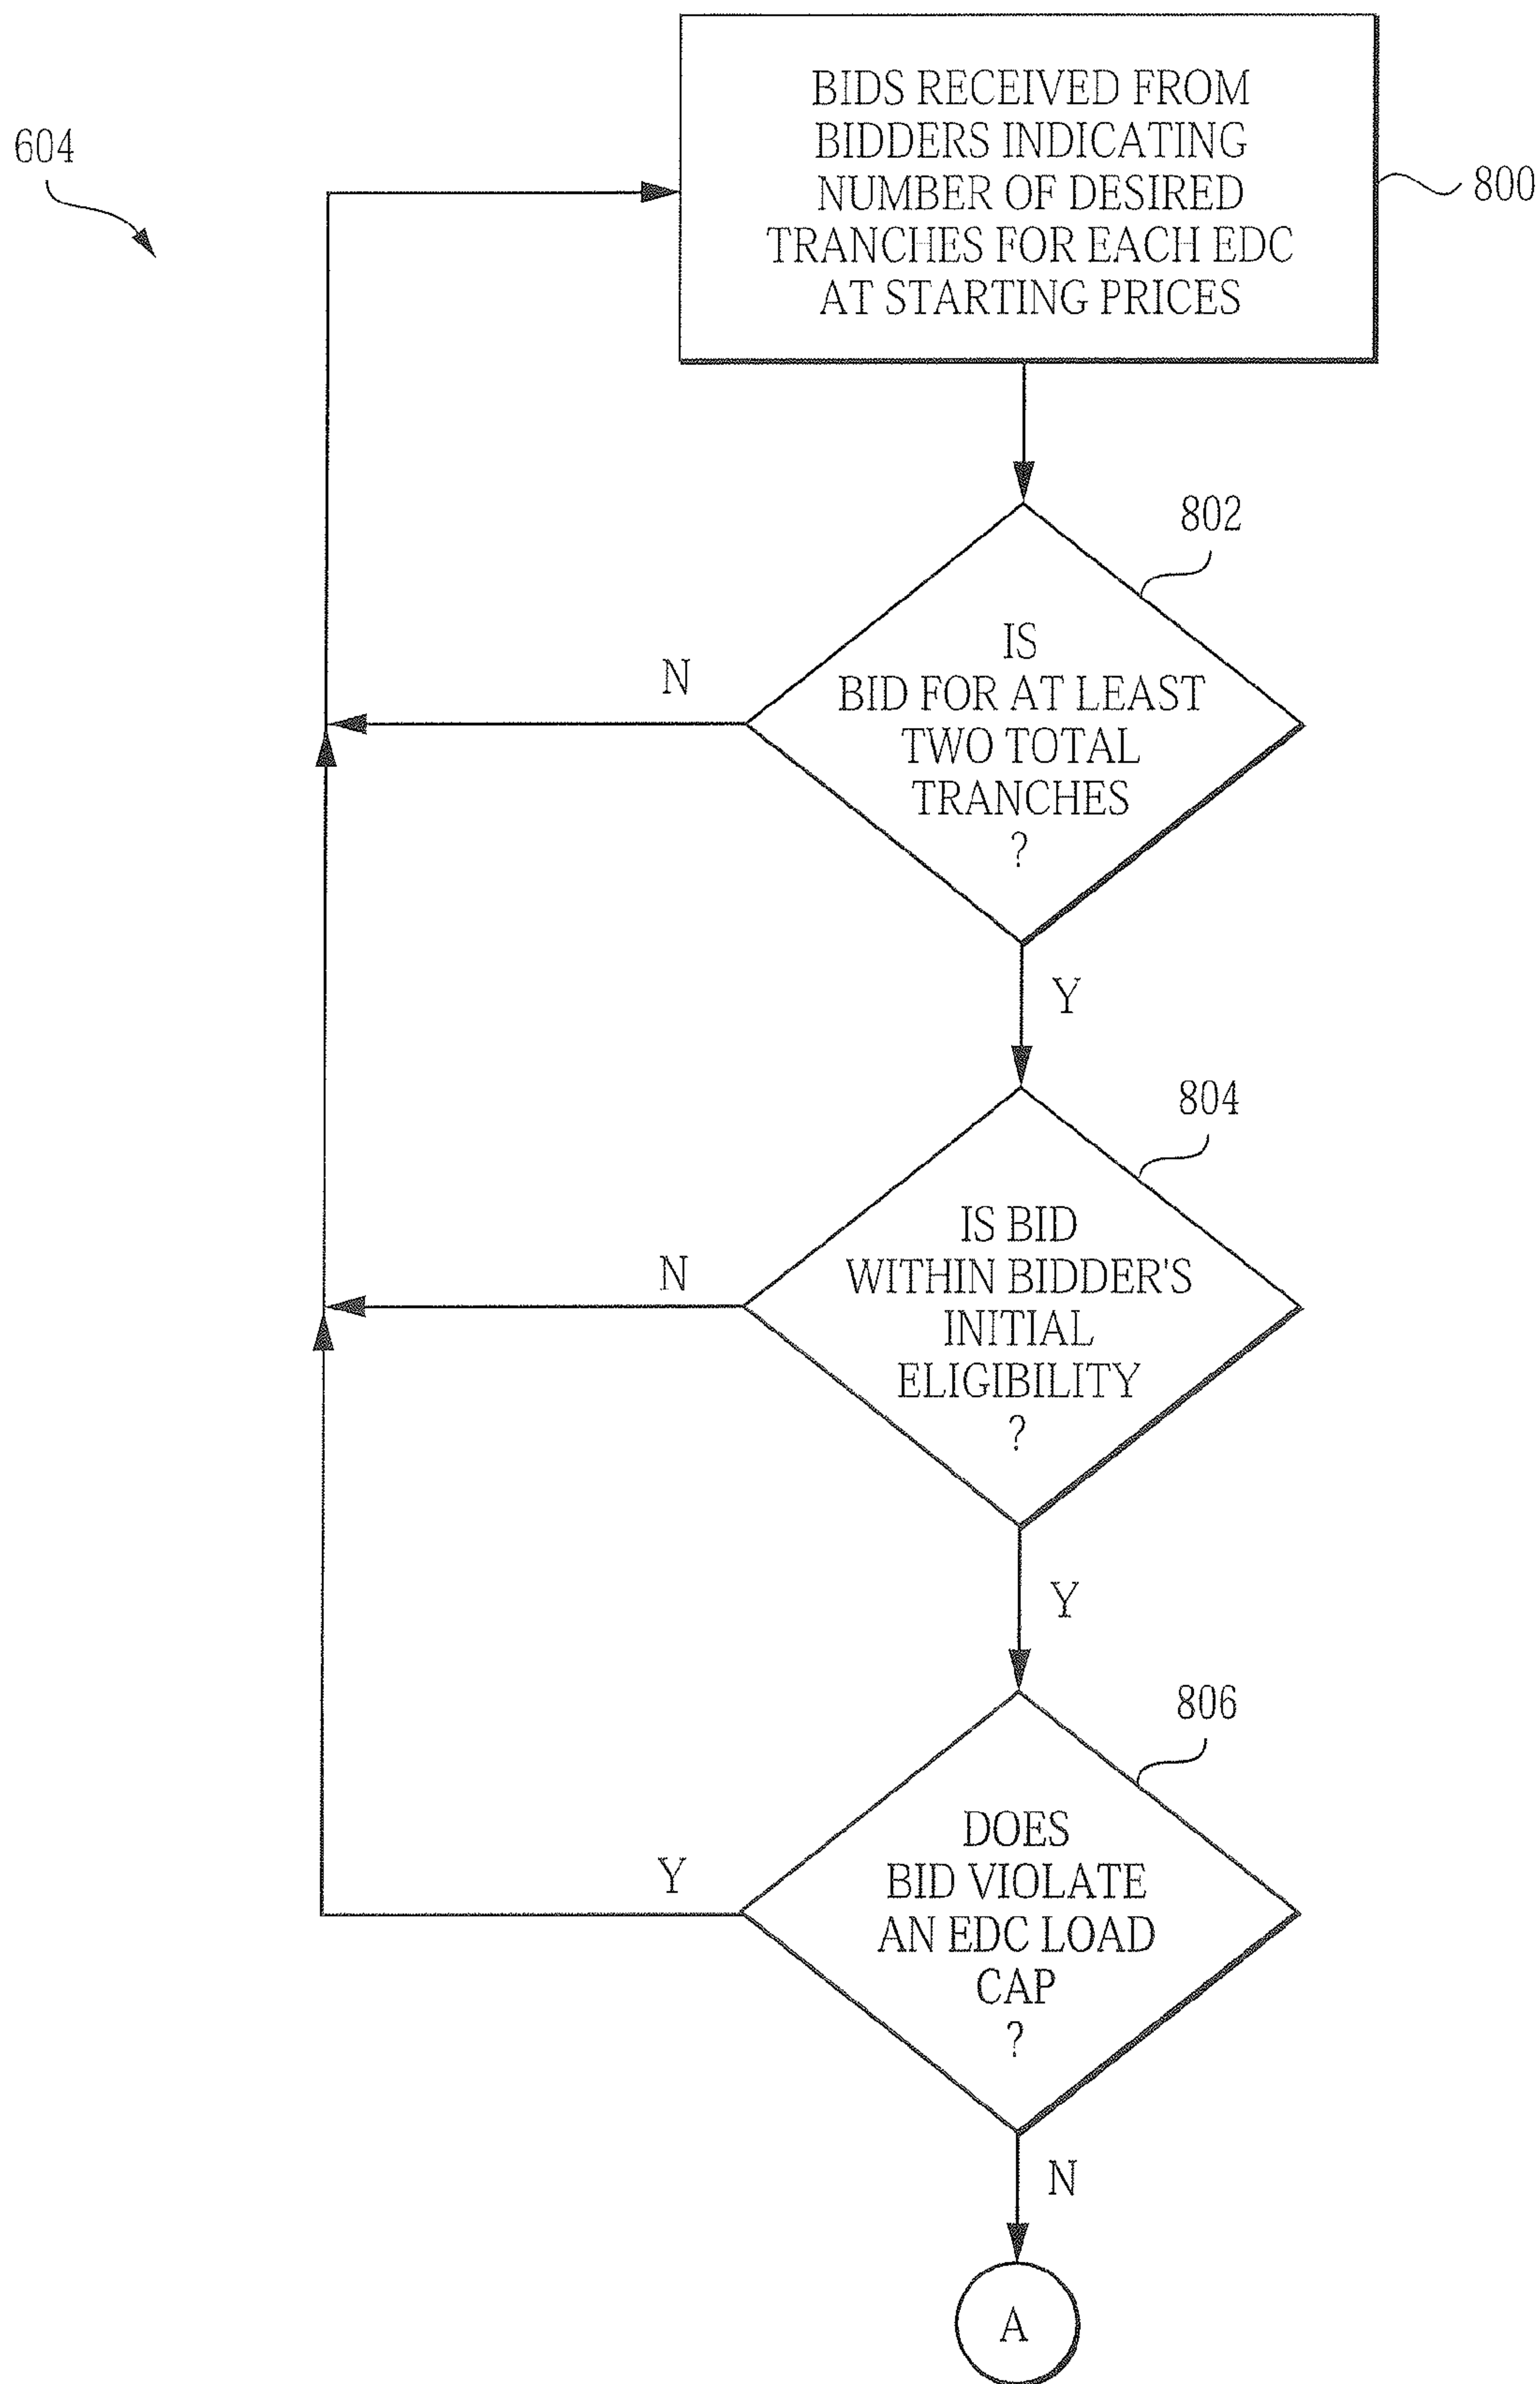 BIDS RECEIVED FROM
BIDDERS INDICATING
NUMBER OF DESIRED
TRANCHES FOR EACH EDC
AT STARTING PRICES
604
800
802
IS
BID FOR AT LEAST
TWO TOTAL
TRANCHES
?
N
Y
804
IS BID
WITHIN BIDDER'S
INITIAL
ELIGIBILITY
?
N
Y
806
DOES
BID VIOLATE
AN EDC LOAD
CAP
?
Y
N
A